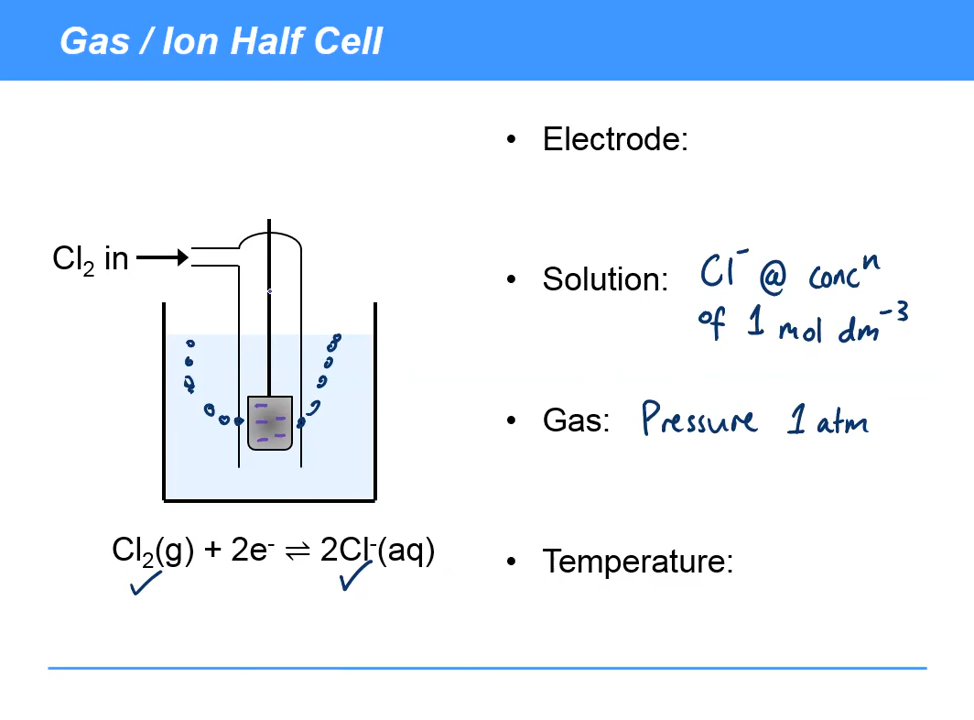 Gas / Ion Half Cell
• Electrode:
Cl₂ in
• Solution: Cl⁻ @ concⁿ
of 1 mol dm⁻³
• Gas: Pressure 1 atm
Cl₂(g) + 2e⁻ ⇌ 2Cl⁻(aq)
• Temperature: